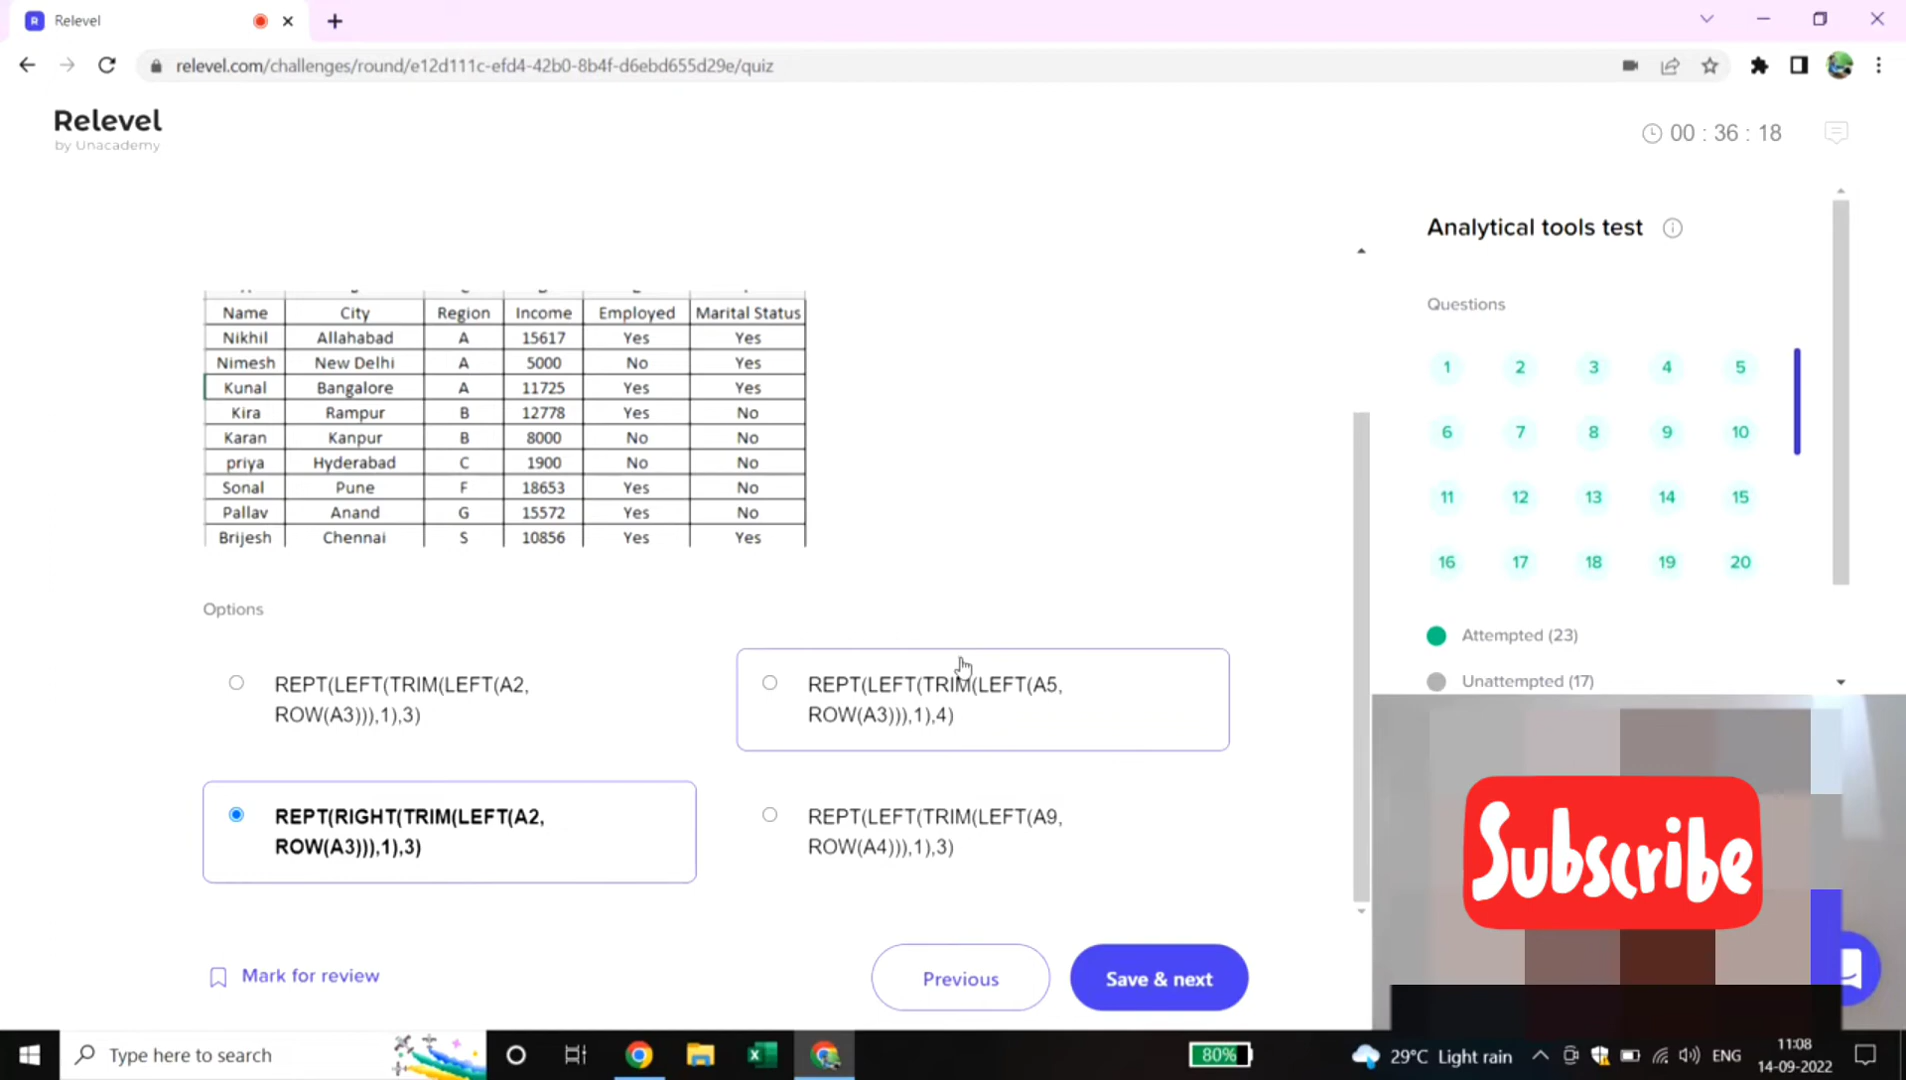 Relevel
relevel.com/challenges/round/e12d111c-efd4-42b0-8b4f-d6ebd655d29e/quiz
Relevel
by Unacademy
00 : 36 : 18
Analytical tools test
Questions
Name City Region Income Employed Marital Status
Nikhil Allahabad A 15617 Yes Yes
Nimesh New Delhi A 5000 No Yes
Kunal Bangalore A 11725 Yes Yes
Kira Rampur B 12778 Yes No
Karan Kanpur B 8000 No No
priya Hyderabad C 1900 No No
Sonal Pune F 18653 Yes No
Pallav Anand G 15572 Yes No
Brijesh Chennai S 10856 Yes Yes
1 2 3 4 5
6 7 8 9 10
11 12 13 14 15
16 17 18 19 20
Attempted (23)
Unattempted (17)
Options
REPT(LEFT(TRIM(LEFT(A2,
ROW(A3))),1),3)
REPT(LEFT(TRIM(LEFT(A5,
ROW(A3))),1),4)
REPT(RIGHT(TRIM(LEFT(A2,
ROW(A3))),1),3)
REPT(LEFT(TRIM(LEFT(A9,
ROW(A4))),1),3)
Subscribe
Mark for review
Previous
Save & next
Type here to search
80%
29°C Light rain
ENG
11:08
14-09-2022